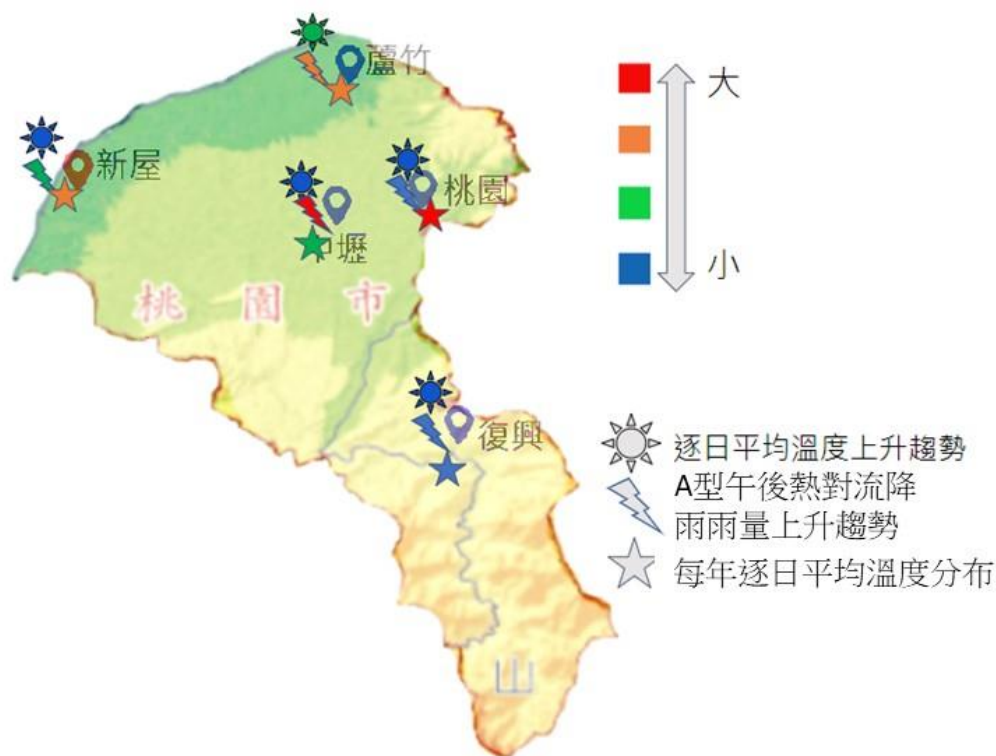 蘆竹
大
新屋
桃園
中壢
小
桃園市
復興
逐日平均溫度上升趨勢
A型午後熱對流降
雨雨量上升趨勢
每年逐日平均溫度分布
山